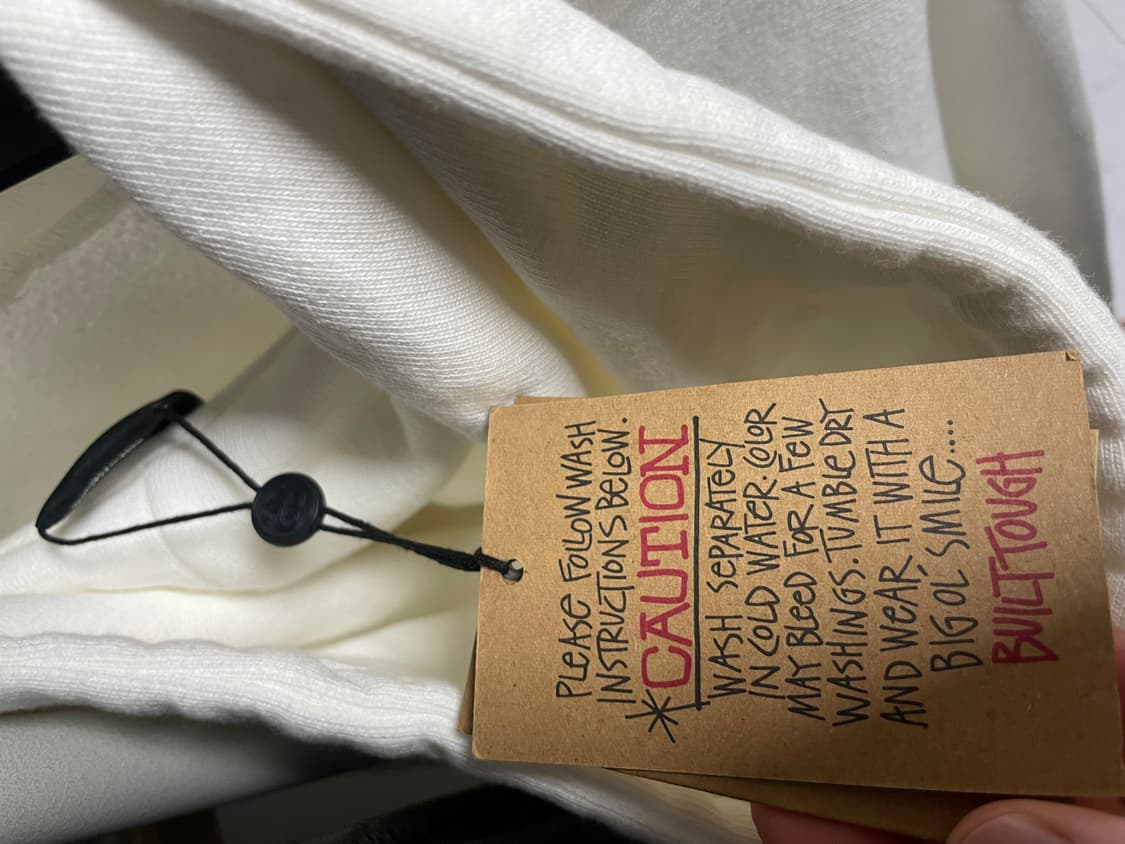 PLEASE FOLLOW WASH
INSTRUCTIONS BELOW.
*CAUTION
WASH SEPARATELY
IN COLD WATER. COLOR
MAY BLEED FOR A FEW
WASHINGS. TUMBLE DRY
AND WEAR IT WITH A
BIG OL SMILE....
BUILT TOUGH